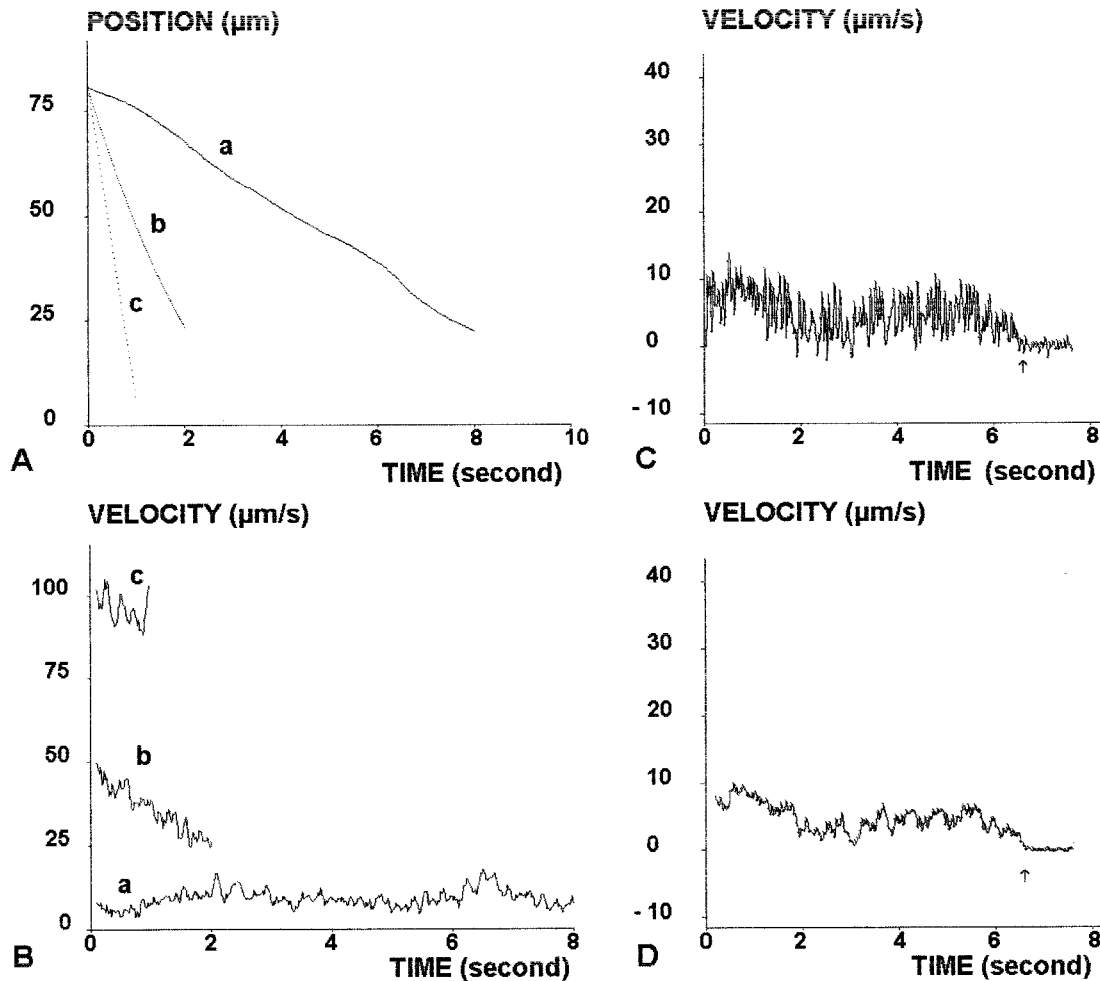 POSITION (µm)
75
50
25
0
a
b
c
0 2 4 6 8 10
A
TIME (second)
VELOCITY (µm/s)
40
30
20
10
0
- 10
↑
0 2 4 6 8
C
TIME (second)
VELOCITY (µm/s)
100
75
50
25
0
c
b
a
0 2 4 6 8
B
TIME (second)
VELOCITY (µm/s)
40
30
20
10
0
- 10
↑
0 2 4 6 8
D
TIME (second)